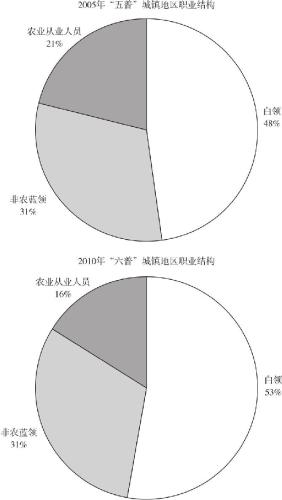 2005年“五普”城镇地区职业结构
农业从业人员
21%
白领
48%
非农蓝领
31%
2010年“六普”城镇地区职业结构
农业从业人员
16%
白领
53%
非农蓝领
31%